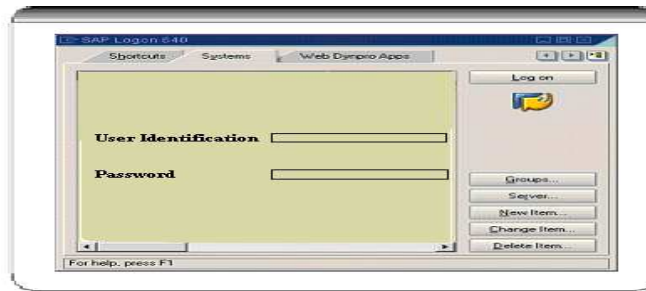 SAP Logon 640
Shortcuts Systems Web Dynpro Apps
Log on
User Identification
Password
Groups...
Server...
New Item...
Change Item...
Delete Item...
For help, press F1